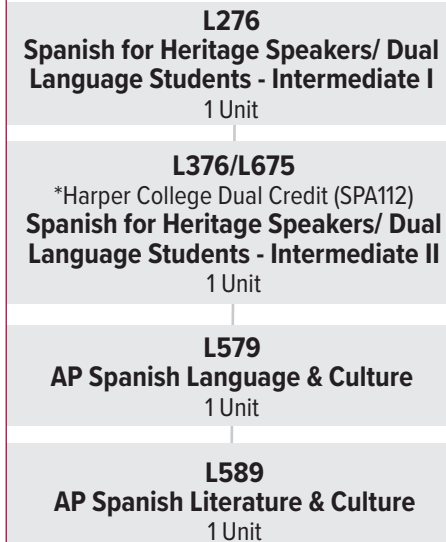 L276
Spanish for Heritage Speakers/ Dual
Language Students - Intermediate I
1 Unit
L376/L675
*Harper College Dual Credit (SPA112)
Spanish for Heritage Speakers/ Dual
Language Students - Intermediate II
1 Unit
L579
AP Spanish Language & Culture
1 Unit
L589
AP Spanish Literature & Culture
1 Unit